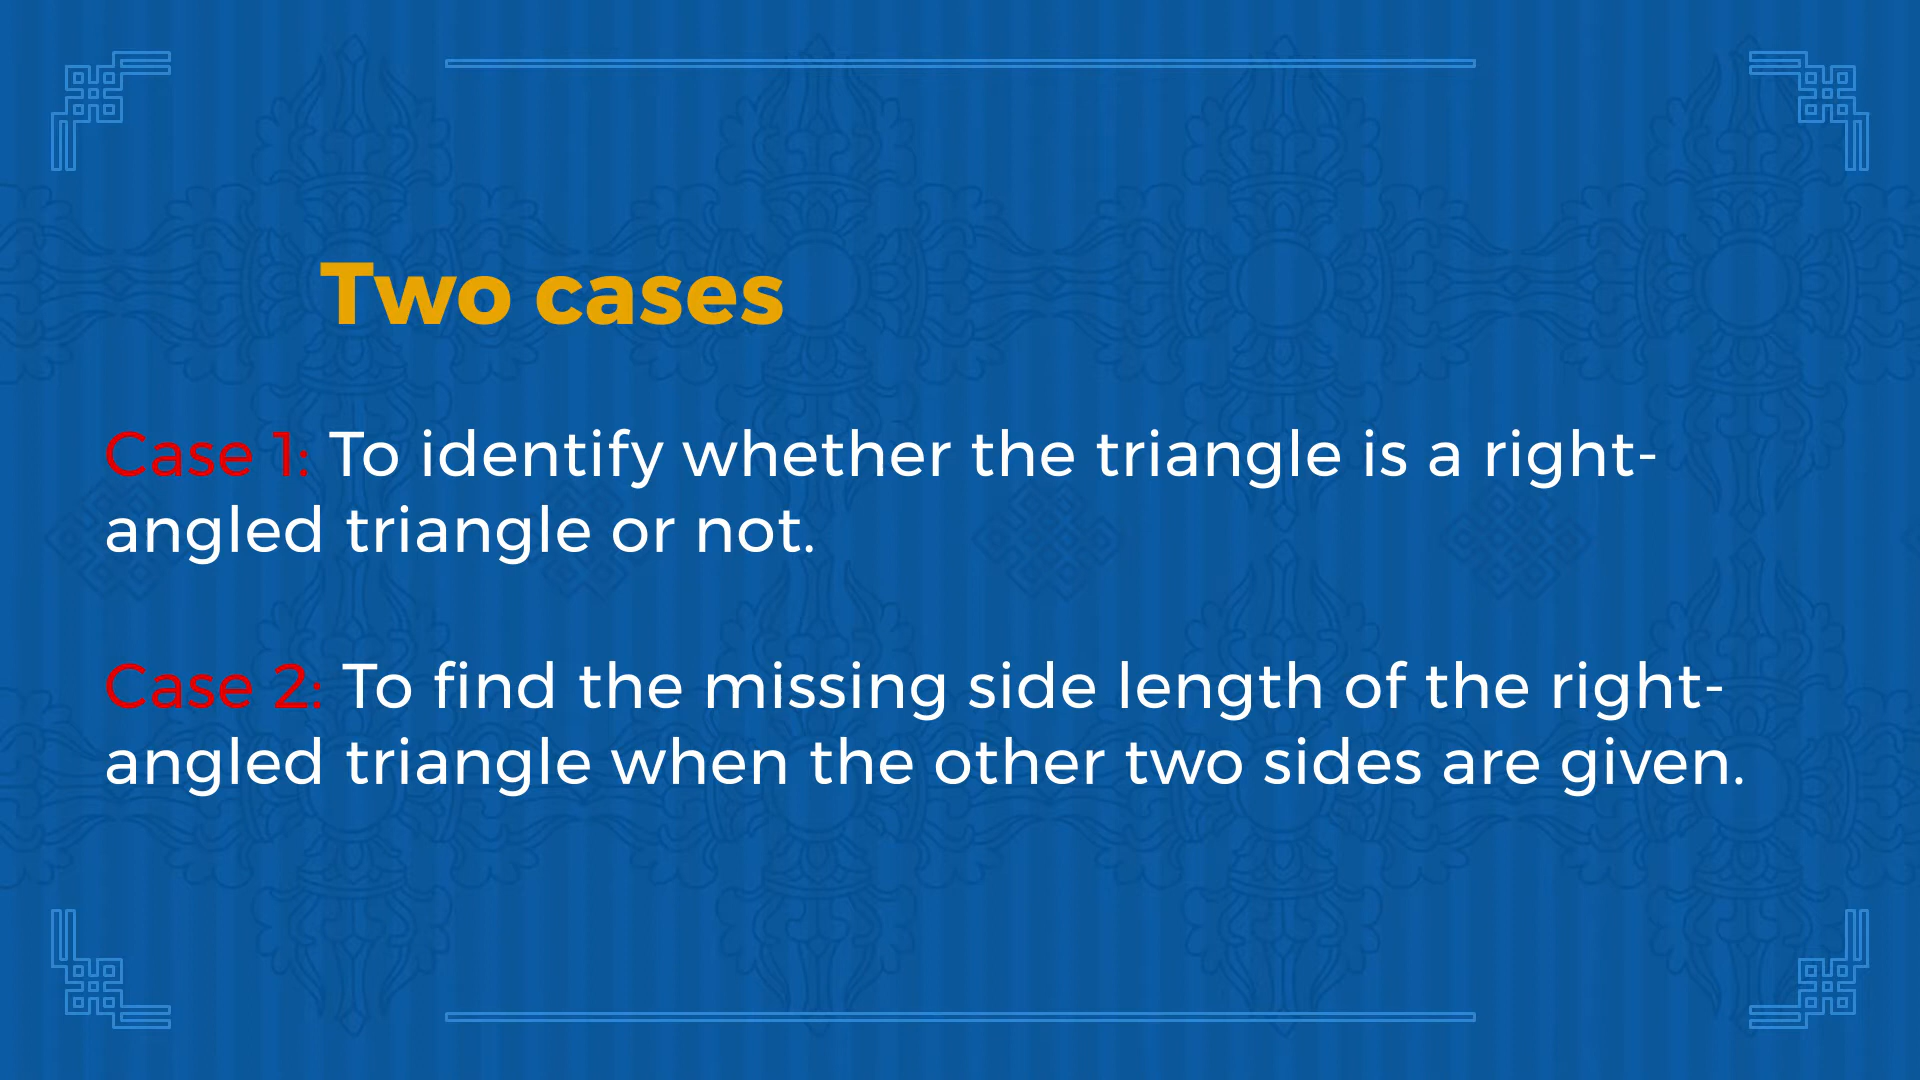 Two cases
Case 1: To identify whether the triangle is a right-
angled triangle or not.
Case 2: To find the missing side length of the right-
angled triangle when the other two sides are given.